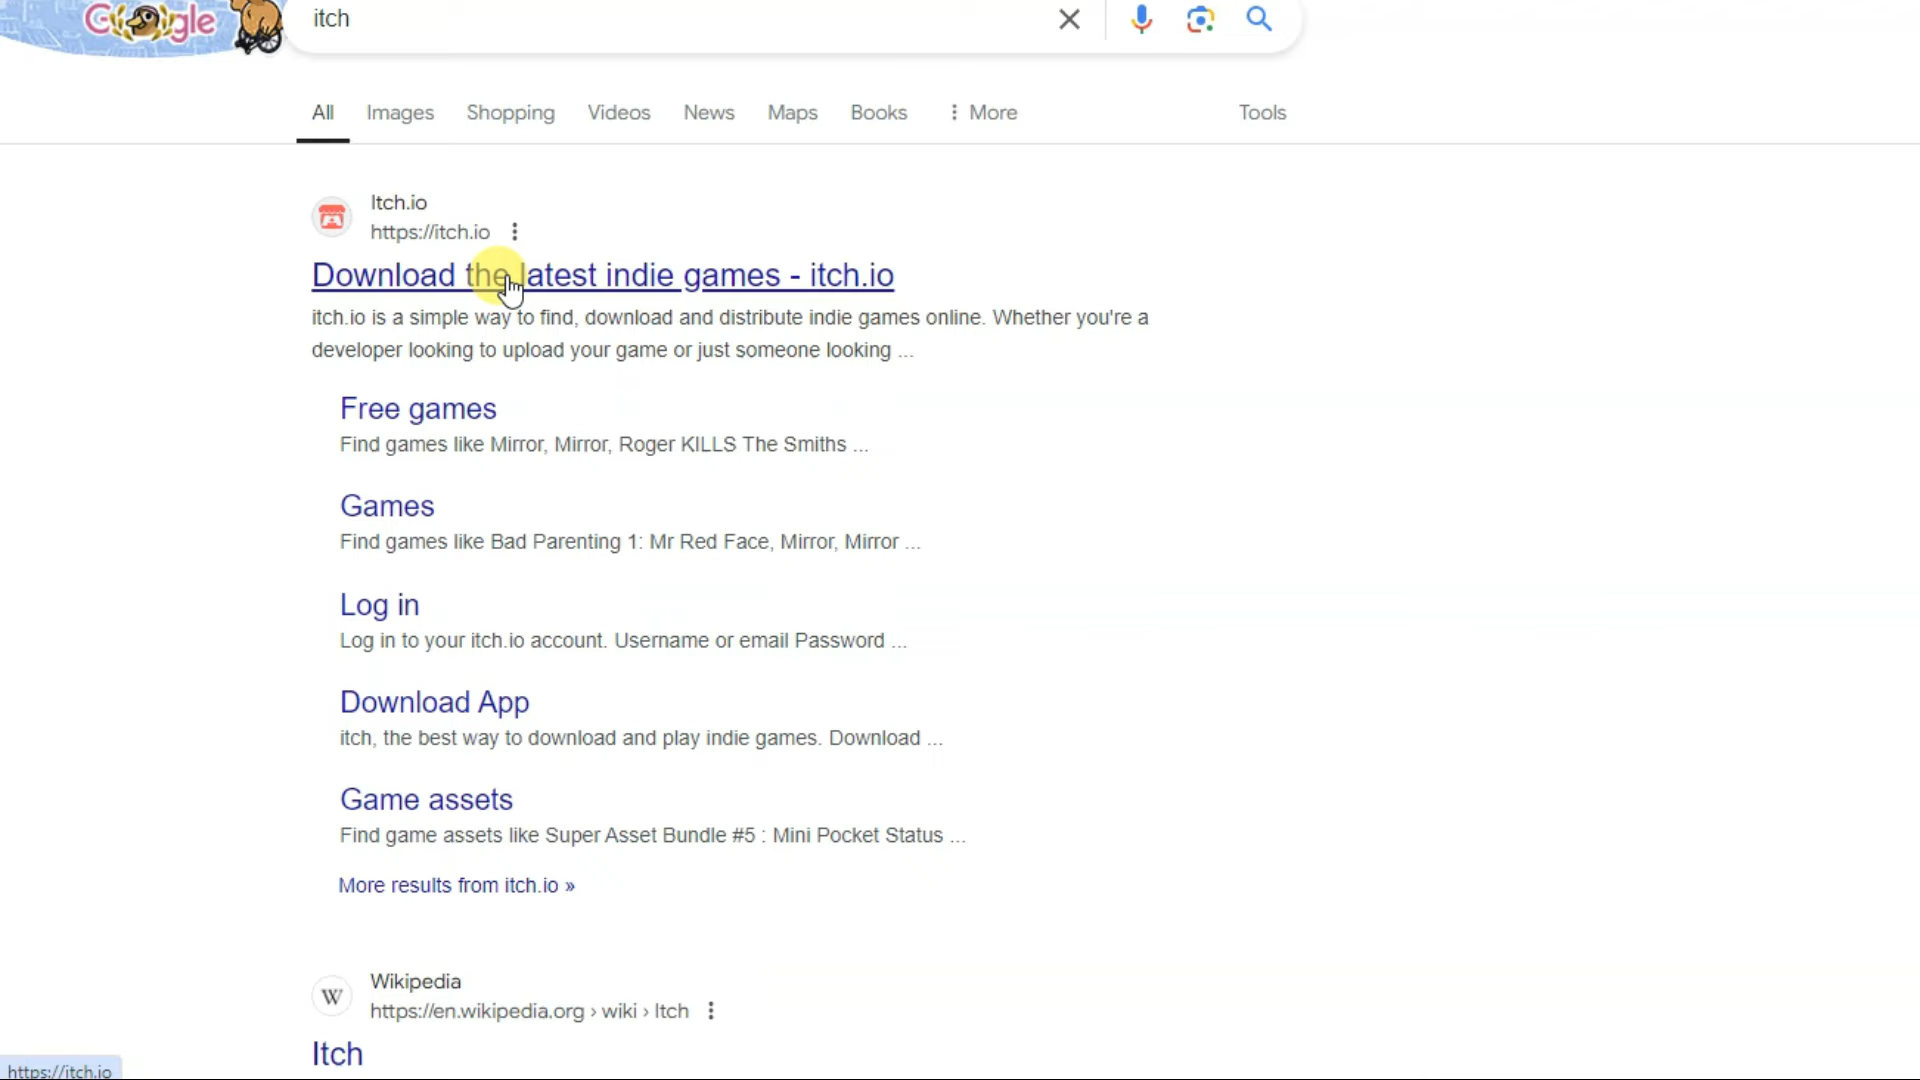 Google
itch
All Images Shopping Videos News Maps Books More Tools
Itch.io
https://itch.io
Download the latest indie games - itch.io
itch.io is a simple way to find, download and distribute indie games online. Whether you're a
developer looking to upload your game or just someone looking ...
Free games
Find games like Mirror, Mirror, Roger KILLS The Smiths ...
Games
Find games like Bad Parenting 1: Mr Red Face, Mirror, Mirror ...
Log in
Log in to your itch.io account. Username or email Password ...
Download App
itch, the best way to download and play indie games. Download ...
Game assets
Find game assets like Super Asset Bundle #5 : Mini Pocket Status ...
More results from itch.io »
W
Wikipedia
https://en.wikipedia.org › wiki › Itch
Itch
https://itch.io